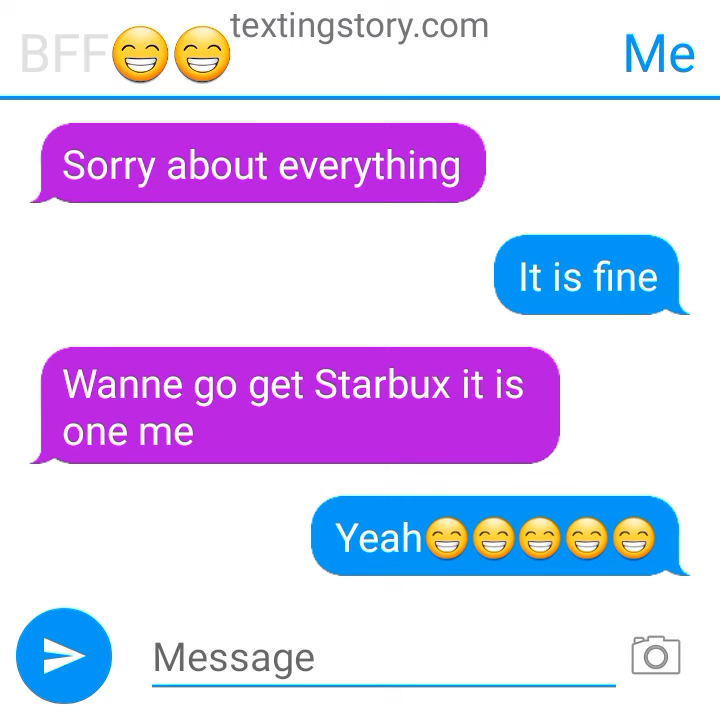 textingstory.com
BFF😁😁 Me
Sorry about everything
It is fine
Wanne go get Starbux it is
one me
Yeah😁😁😁😁😁
Message